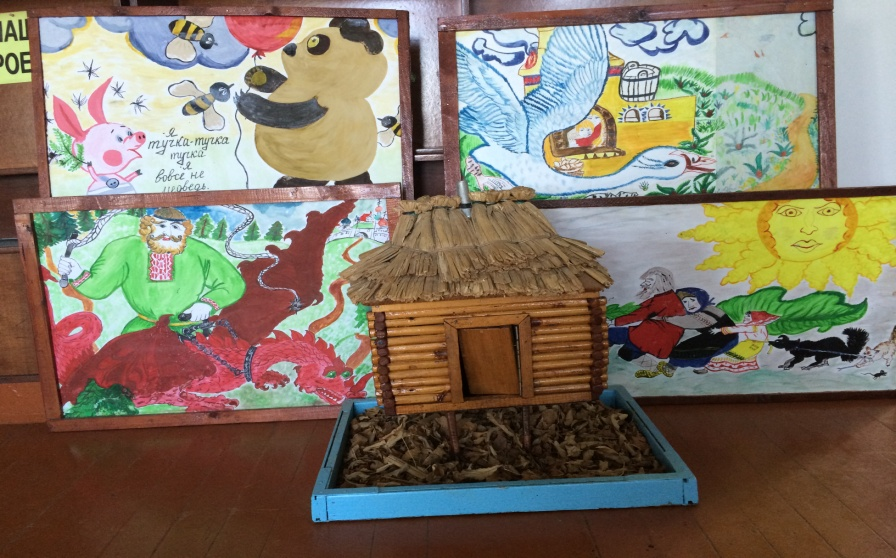 я
тучка-тучка
тучка
я
вовсе не
медведь.